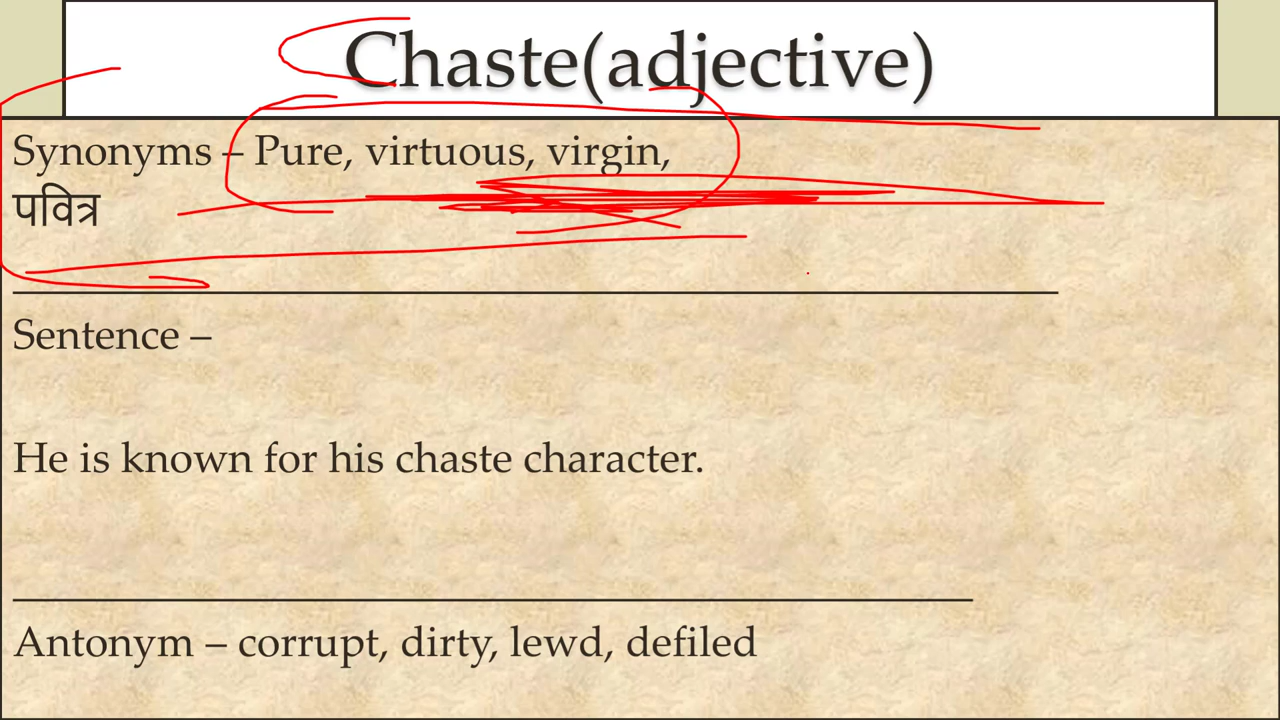 Chaste(adjective)
Synonyms – Pure, virtuous, virgin,
पवित्र
Sentence –
He is known for his chaste character.
Antonym – corrupt, dirty, lewd, defiled